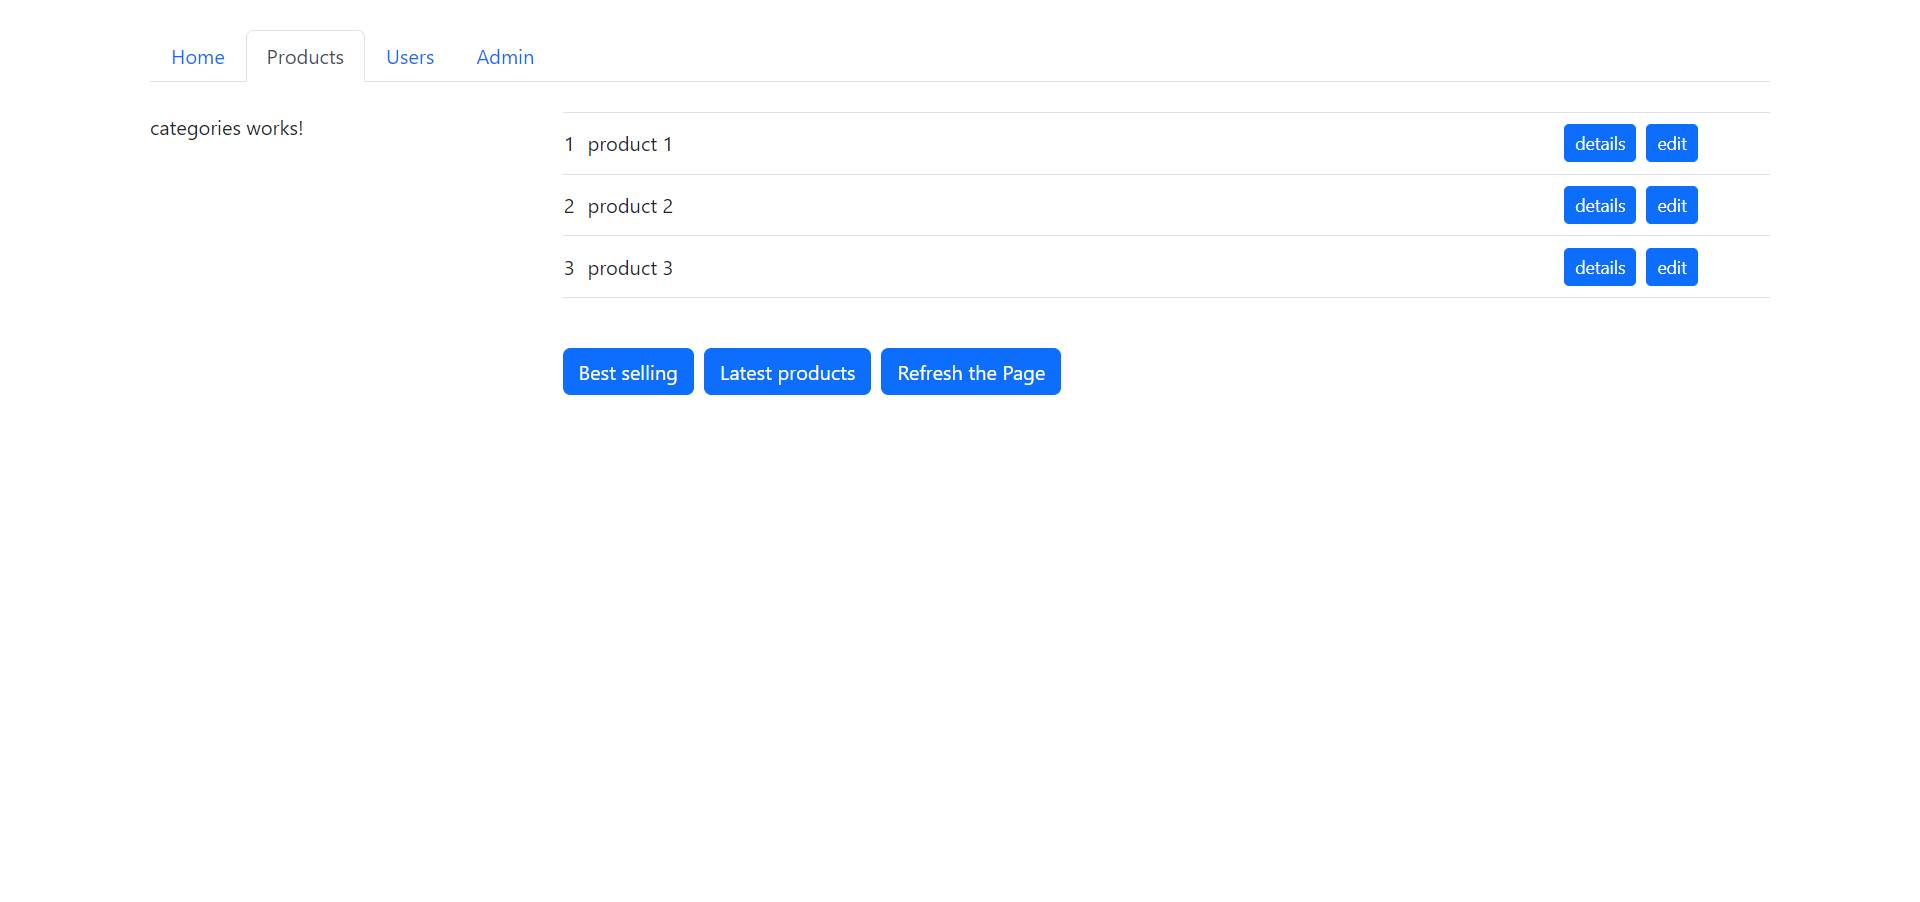 Home Products Users Admin
categories works!
1 product 1 details edit
2 product 2 details edit
3 product 3 details edit
Best selling Latest products Refresh the Page